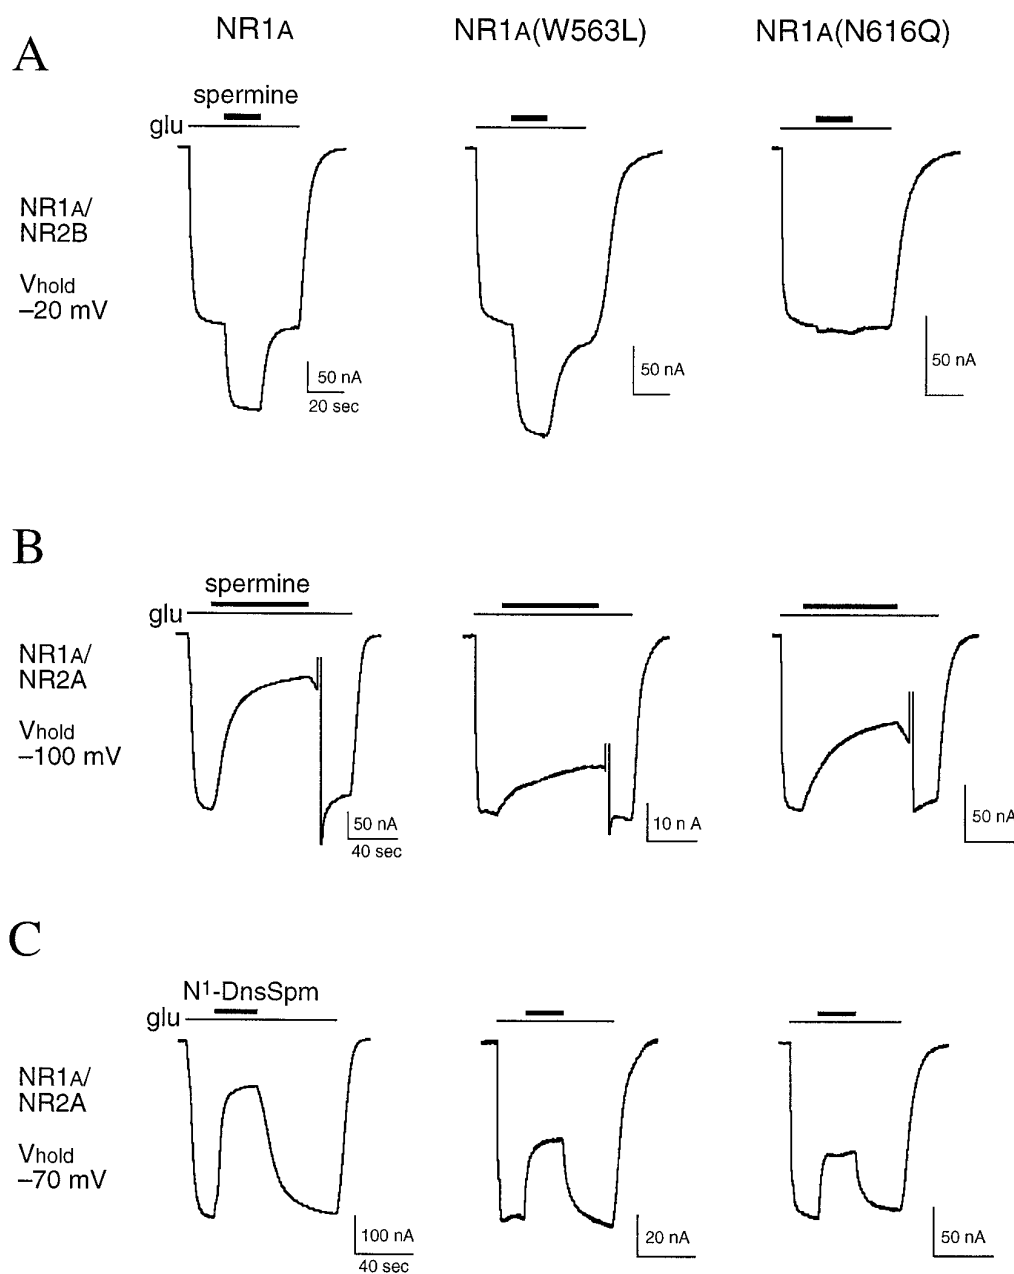 A
NR1A
NR1A(W563L)
NR1A(N616Q)
spermine
glu
NR1A/
NR2B
Vhold
–20 mV
50 nA
20 sec
50 nA
50 nA
B
spermine
glu
NR1A/
NR2A
Vhold
–100 mV
50 nA
40 sec
10 n A
50 nA
C
N1-DnsSpm
glu
NR1A/
NR2A
Vhold
–70 mV
100 nA
40 sec
20 nA
50 nA